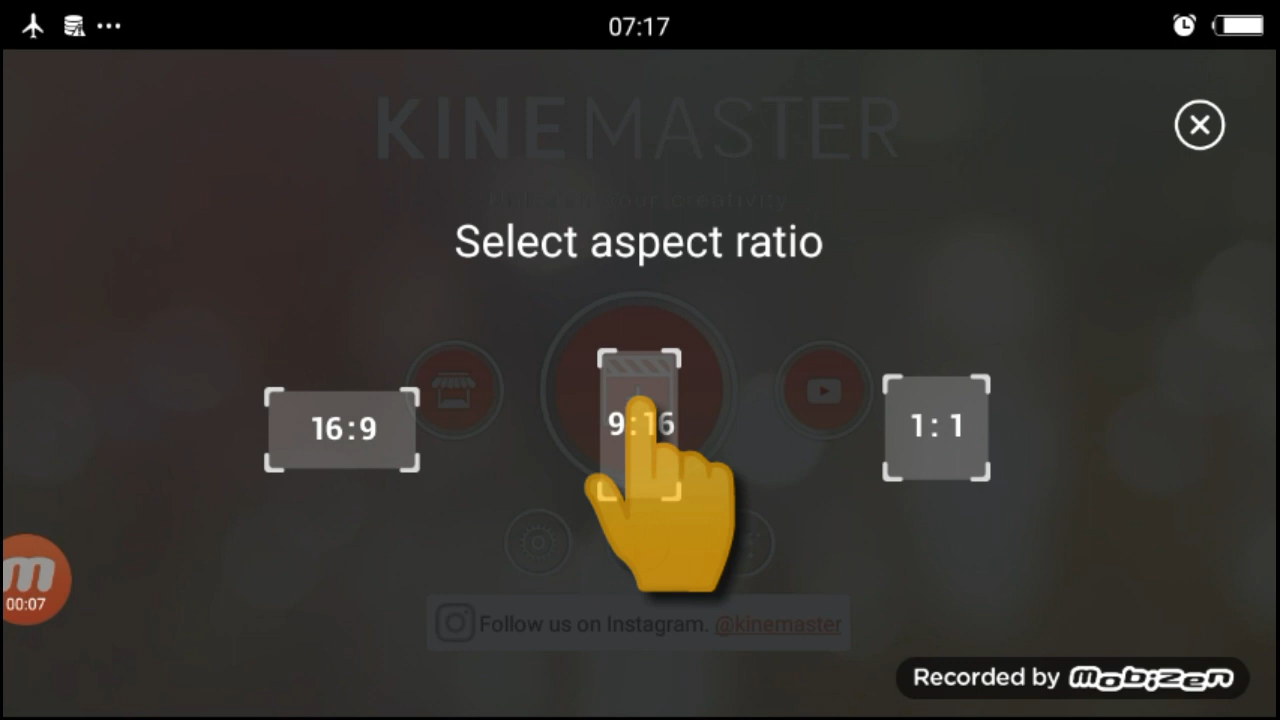 07:17
KINEMASTER
Select aspect ratio
16:9
9:16
1:1
00:07
Follow us on Instagram. @kinemaster
Recorded by mobizen